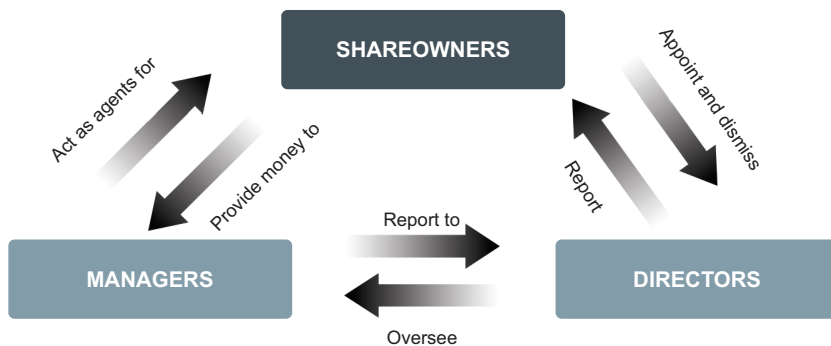 SHAREOWNERS
Act as agents for
Provide money to
Appoint and dismiss
Report
Report to
MANAGERS
DIRECTORS
Oversee